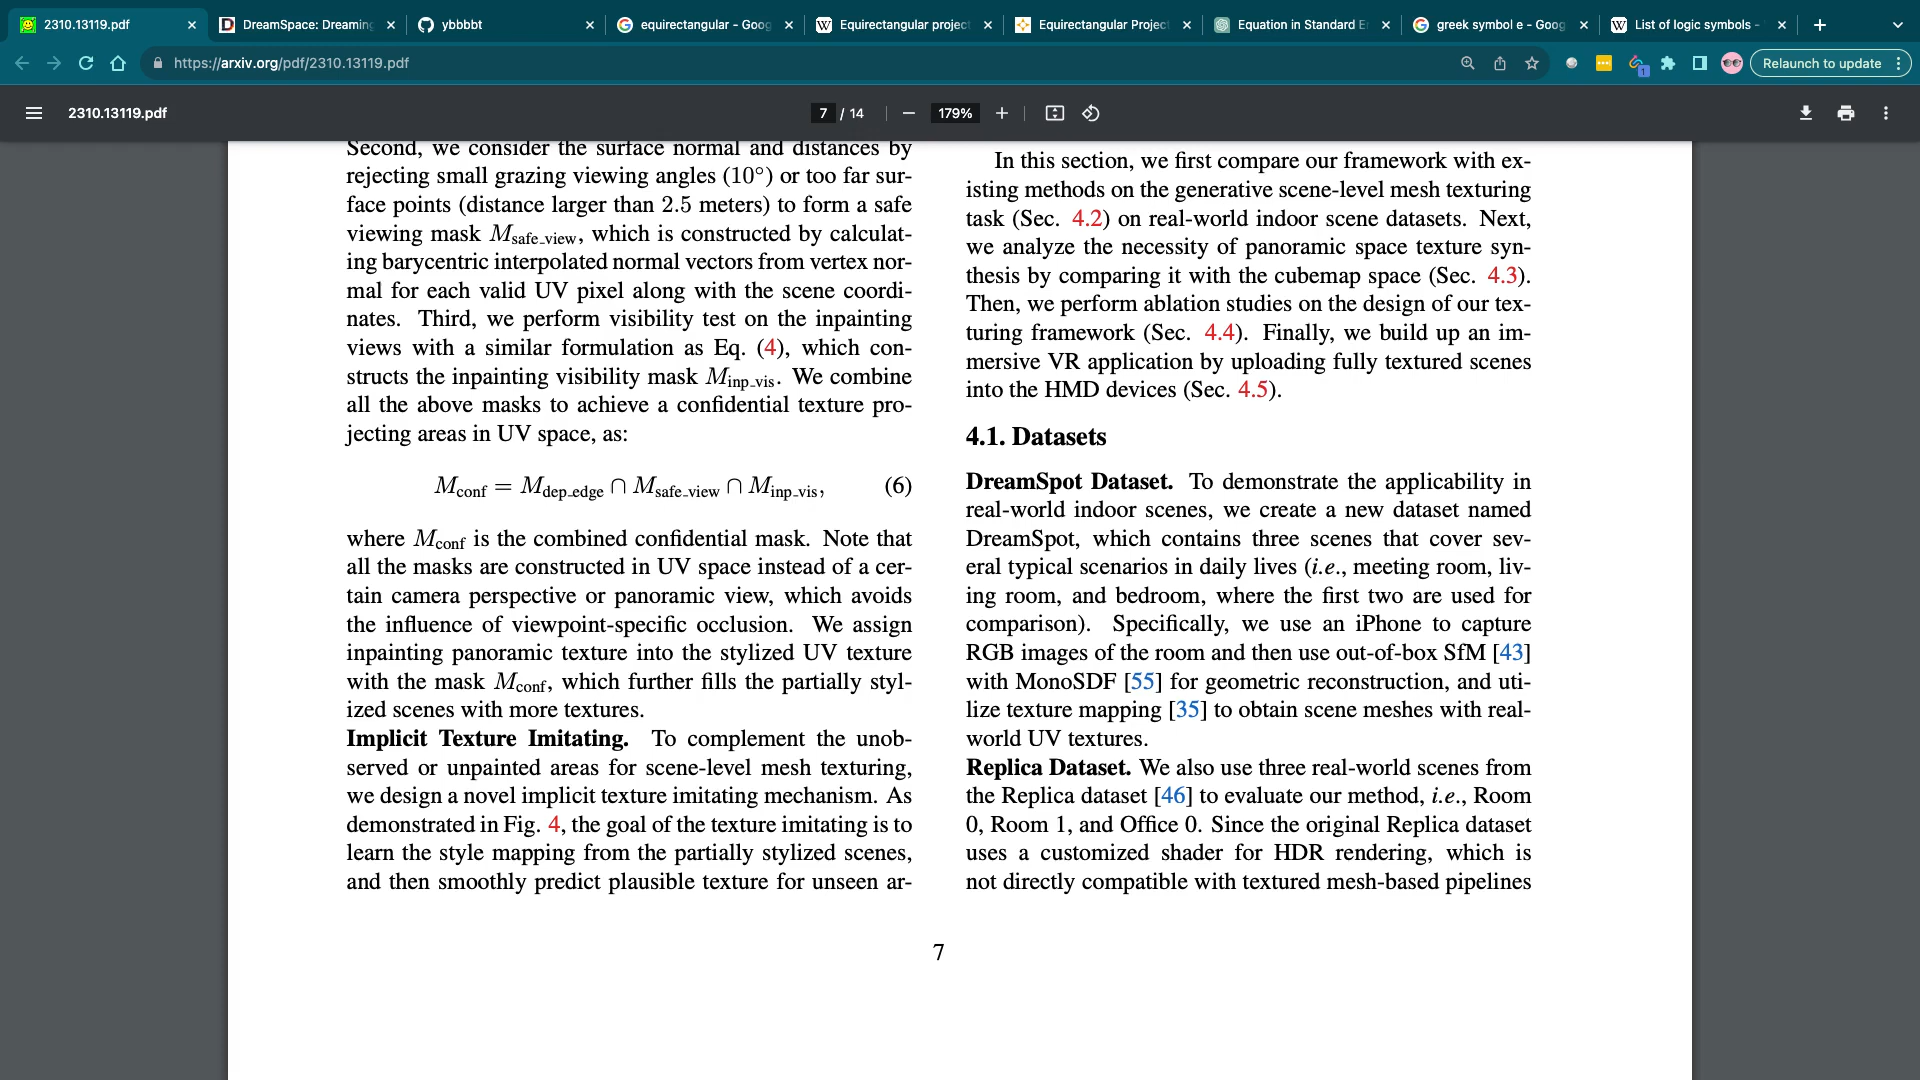 2310.13119.pdf
DreamSpace: Dreaming
ybbbbt
equirectangular - Goog
Equirectangular project
Equirectangular Project
Equation in Standard E
greek symbol e - Goog
List of logic symbols -
https://arxiv.org/pdf/2310.13119.pdf
1
Relaunch to update
2310.13119.pdf
7 / 14
179%
Second, we consider the surface normal and distances by
rejecting small grazing viewing angles (10°) or too far sur-
face points (distance larger than 2.5 meters) to form a safe
viewing mask M_safe_view, which is constructed by calculat-
ing barycentric interpolated normal vectors from vertex nor-
mal for each valid UV pixel along with the scene coordi-
nates. Third, we perform visibility test on the inpainting
views with a similar formulation as Eq. (4), which con-
structs the inpainting visibility mask M_inp_vis. We combine
all the above masks to achieve a confidential texture pro-
jecting areas in UV space, as:
M_conf = M_dep_edge ∩ M_safe_view ∩ M_inp_vis, (6)
where M_conf is the combined confidential mask. Note that
all the masks are constructed in UV space instead of a cer-
tain camera perspective or panoramic view, which avoids
the influence of viewpoint-specific occlusion. We assign
inpainting panoramic texture into the stylized UV texture
with the mask M_conf, which further fills the partially styl-
ized scenes with more textures.
Implicit Texture Imitating. To complement the unob-
served or unpainted areas for scene-level mesh texturing,
we design a novel implicit texture imitating mechanism. As
demonstrated in Fig. 4, the goal of the texture imitating is to
learn the style mapping from the partially stylized scenes,
and then smoothly predict plausible texture for unseen ar-
In this section, we first compare our framework with ex-
isting methods on the generative scene-level mesh texturing
task (Sec. 4.2) on real-world indoor scene datasets. Next,
we analyze the necessity of panoramic space texture syn-
thesis by comparing it with the cubemap space (Sec. 4.3).
Then, we perform ablation studies on the design of our tex-
turing framework (Sec. 4.4). Finally, we build up an im-
mersive VR application by uploading fully textured scenes
into the HMD devices (Sec. 4.5).
4.1. Datasets
DreamSpot Dataset. To demonstrate the applicability in
real-world indoor scenes, we create a new dataset named
DreamSpot, which contains three scenes that cover sev-
eral typical scenarios in daily lives (i.e., meeting room, liv-
ing room, and bedroom, where the first two are used for
comparison). Specifically, we use an iPhone to capture
RGB images of the room and then use out-of-box SfM [43]
with MonoSDF [55] for geometric reconstruction, and uti-
lize texture mapping [35] to obtain scene meshes with real-
world UV textures.
Replica Dataset. We also use three real-world scenes from
the Replica dataset [46] to evaluate our method, i.e., Room
0, Room 1, and Office 0. Since the original Replica dataset
uses a customized shader for HDR rendering, which is
not directly compatible with textured mesh-based pipelines
7